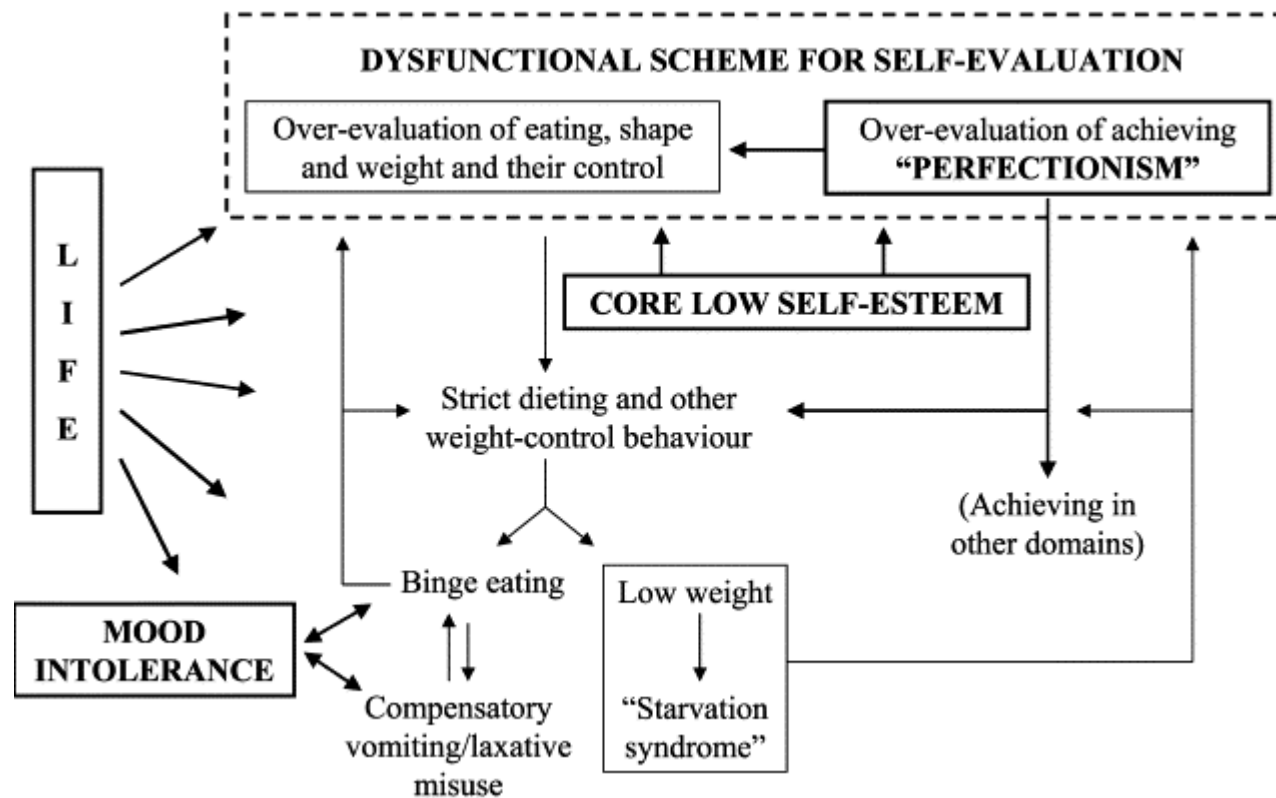 DYSFUNCTIONAL SCHEME FOR SELF-EVALUATION
Over-evaluation of eating, shape
and weight and their control
Over-evaluation of achieving
“PERFECTIONISM”
L
I
F
E
CORE LOW SELF-ESTEEM
Strict dieting and other
weight-control behaviour
(Achieving in
other domains)
Binge eating
Low weight
MOOD
INTOLERANCE
Compensatory
vomiting/laxative
misuse
“Starvation
syndrome”